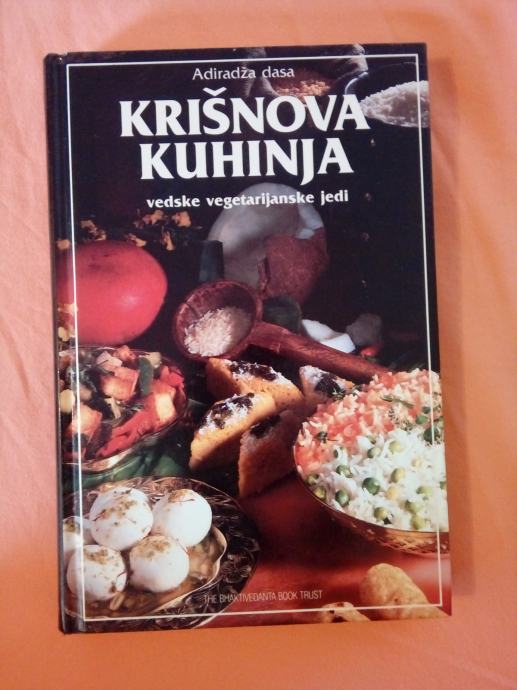 Adiradža dasa
KRIŠNOVA
KUHINJA
vedske vegetarijanske jedi
THE BHAKTIVEDANTA BOOK TRUST